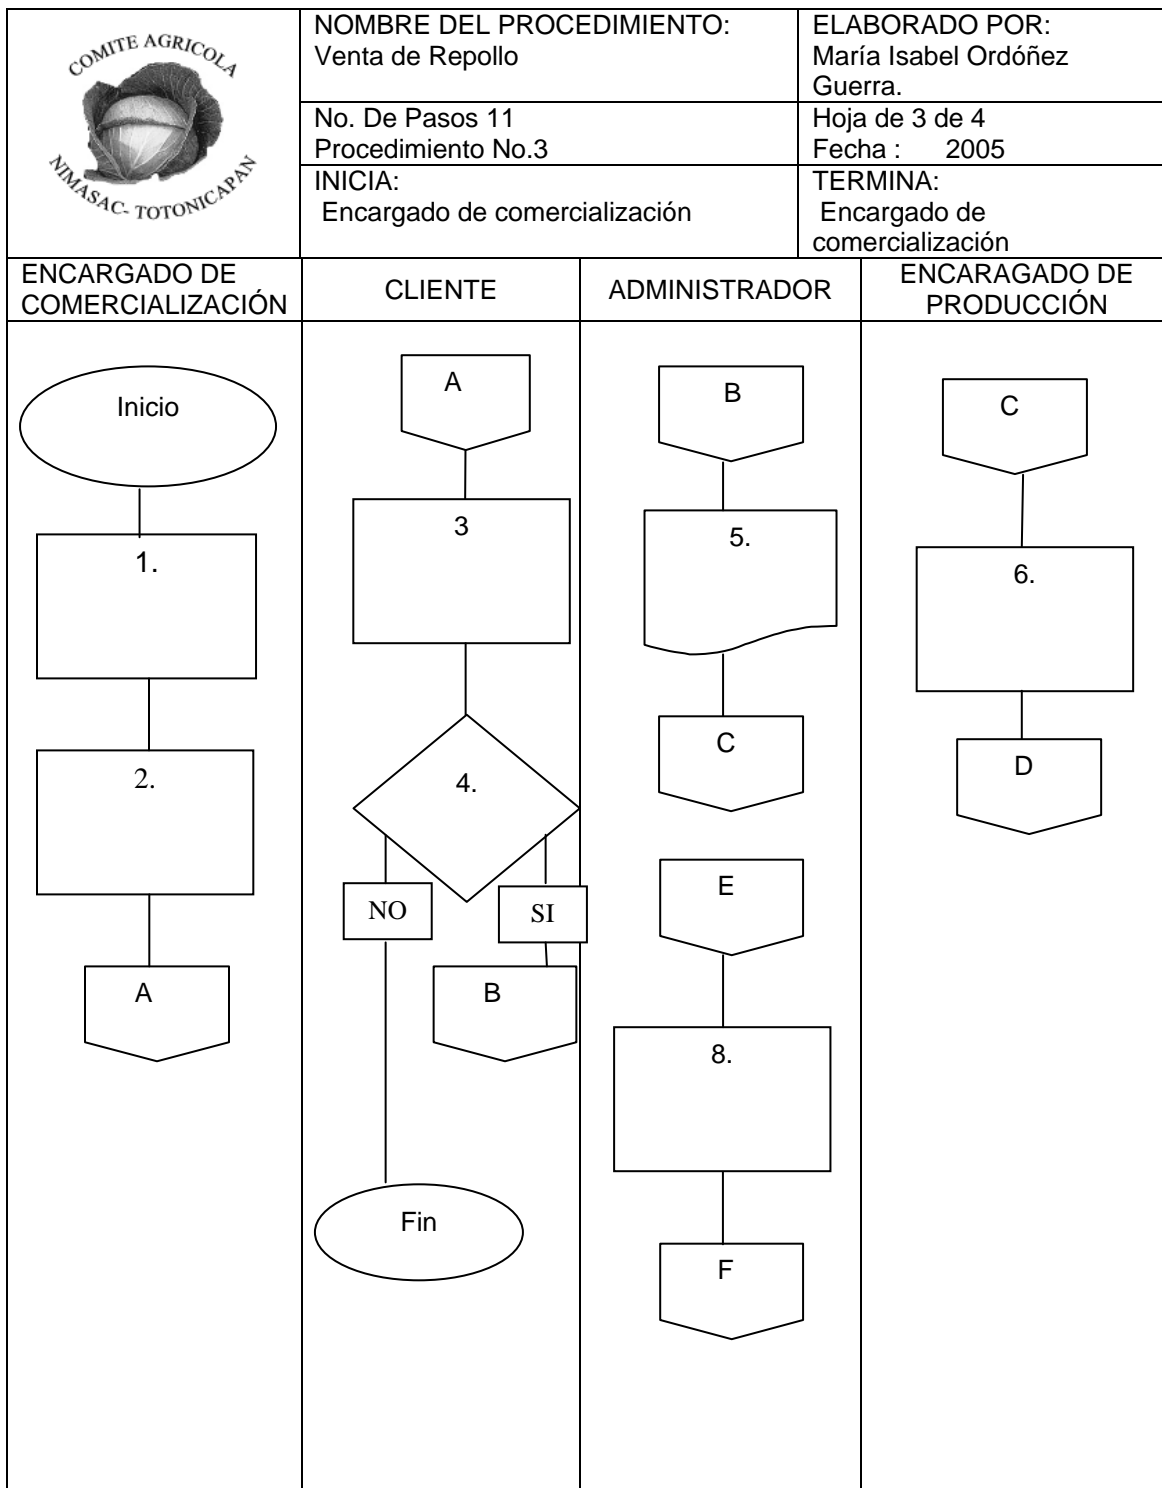 COMITE AGRICOLA
NIMASAC- TOTONICAPAN
NOMBRE DEL PROCEDIMIENTO:
Venta de Repollo
ELABORADO POR:
María Isabel Ordóñez
Guerra.
No. De Pasos 11
Procedimiento No.3
Hoja de 3 de 4
Fecha : 2005
INICIA:
Encargado de comercialización
TERMINA:
Encargado de
comercialización
ENCARGADO DE
COMERCIALIZACIÓN
CLIENTE
ADMINISTRADOR
ENCARAGADO DE
PRODUCCIÓN
Inicio
1.
2.
A
A
3
4.
NO
SI
B
Fin
B
5.
C
E
8.
F
C
6.
D